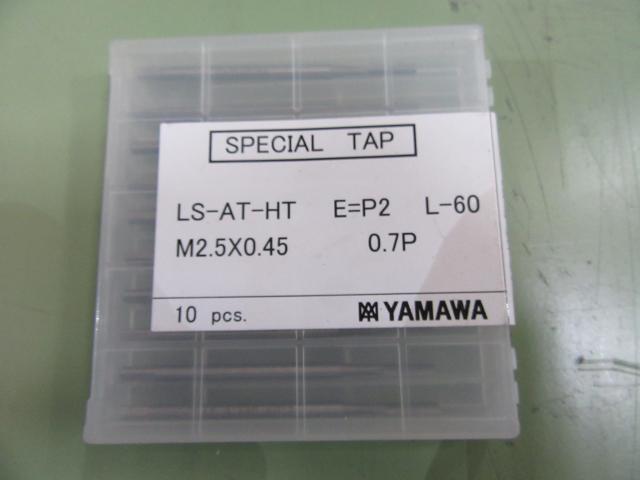 SPECIAL TAP
LS-AT-HT E=P2 L-60
M2.5X0.45 0.7P
10 pcs. YAMAWA